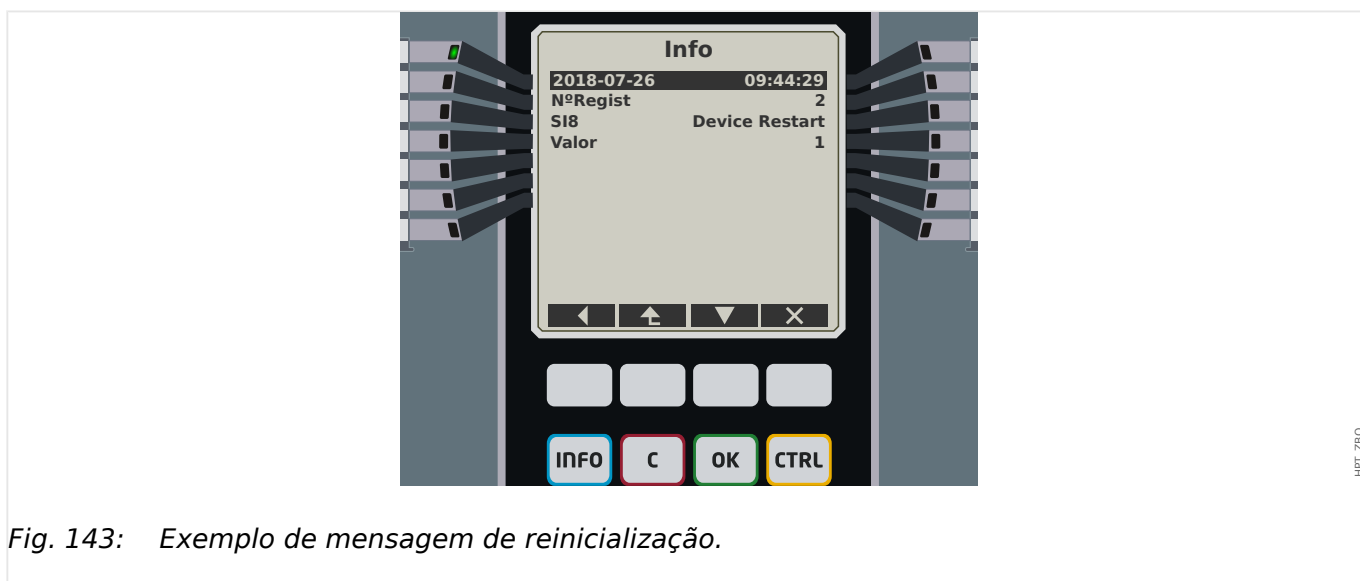 Info
2018-07-26 09:44:29
NºRegist 2
SI8 Device Restart
Valor 1
INFO C OK CTRL
HPT_ZBO
Fig. 143: Exemplo de mensagem de reinicialização.